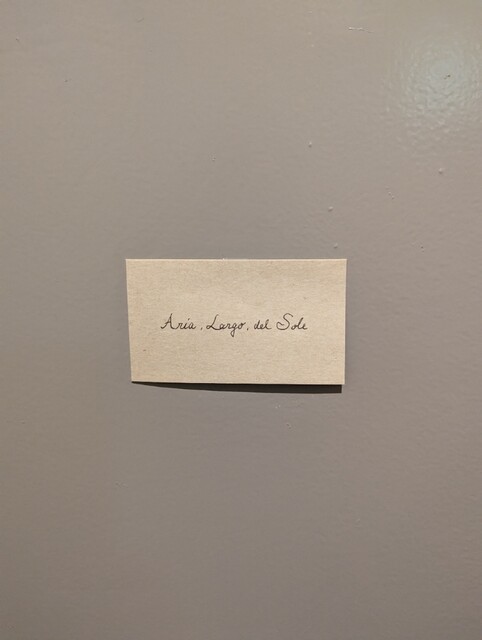 Aria, Largo, del Sole